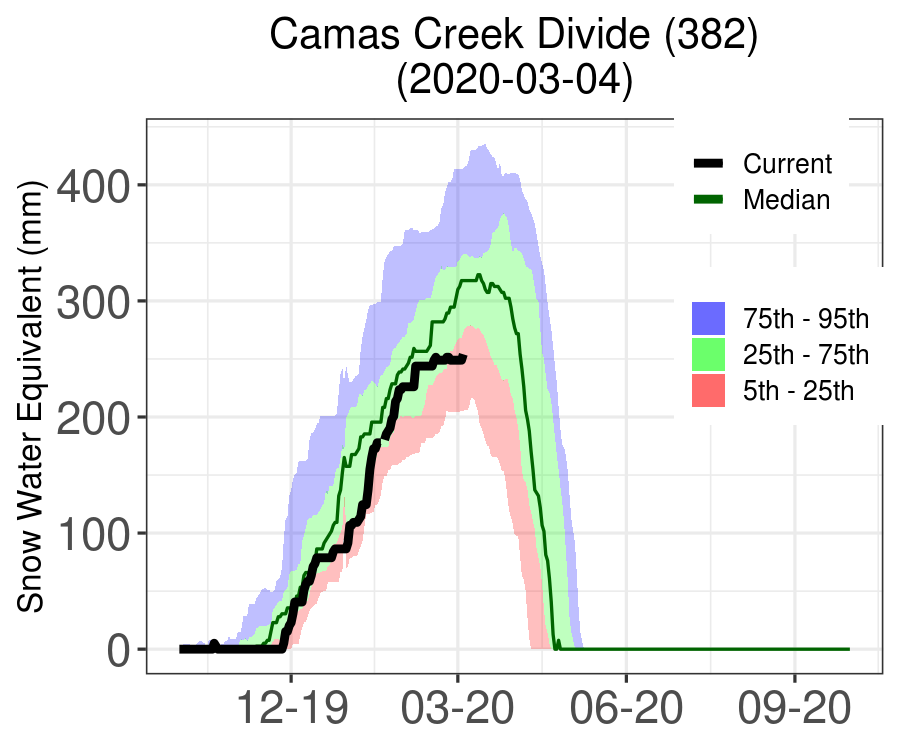 Camas Creek Divide (382)
(2020-03-04)
Snow Water Equivalent (mm)
400
300
200
100
0
12-19
03-20
06-20
09-20
Current
Median
75th - 95th
25th - 75th
5th - 25th